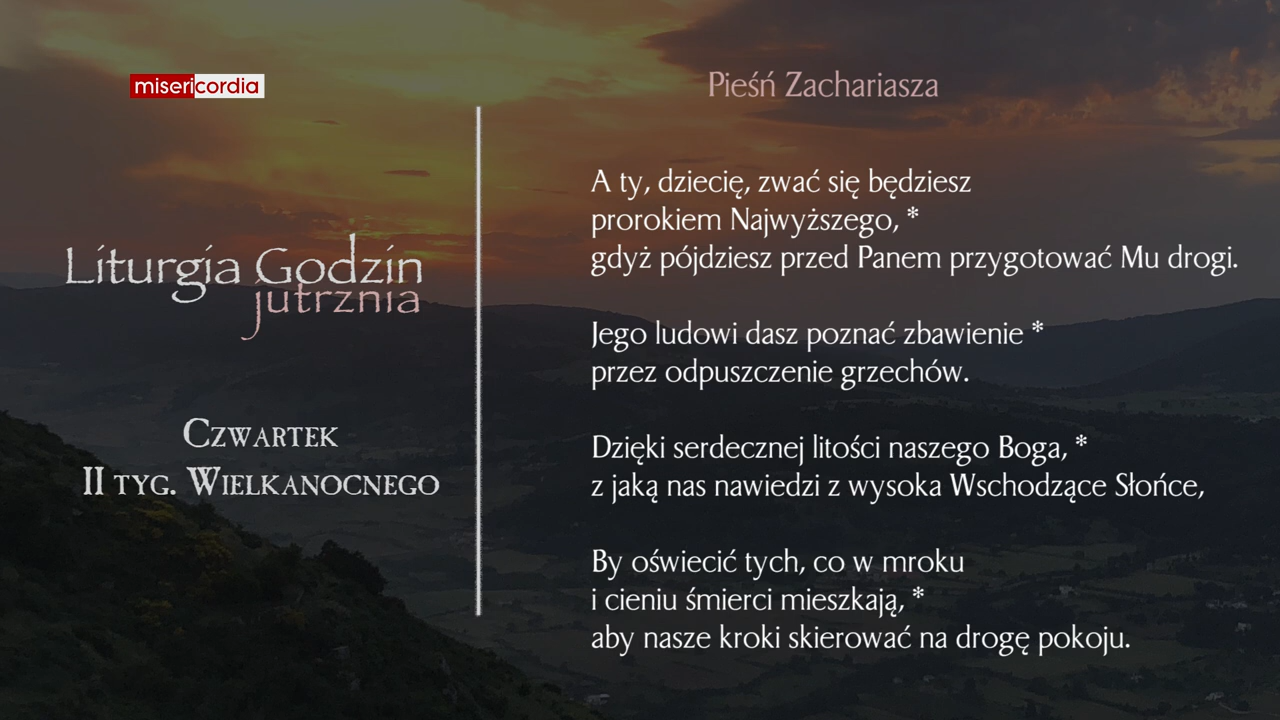 misericordia
Liturgia Godzin
jutrznia
Czwartek
II tyg. Wielkanocnego
Pieśń Zachariasza
A ty, dziecię, zwać się będziesz
prorokiem Najwyższego, *
gdyż pójdziesz przed Panem przygotować Mu drogi.
Jego ludowi dasz poznać zbawienie *
przez odpuszczenie grzechów.
Dzięki serdecznej litości naszego Boga, *
z jaką nas nawiedzi z wysoka Wschodzące Słońce,
By oświecić tych, co w mroku
i cieniu śmierci mieszkają, *
aby nasze kroki skierować na drogę pokoju.